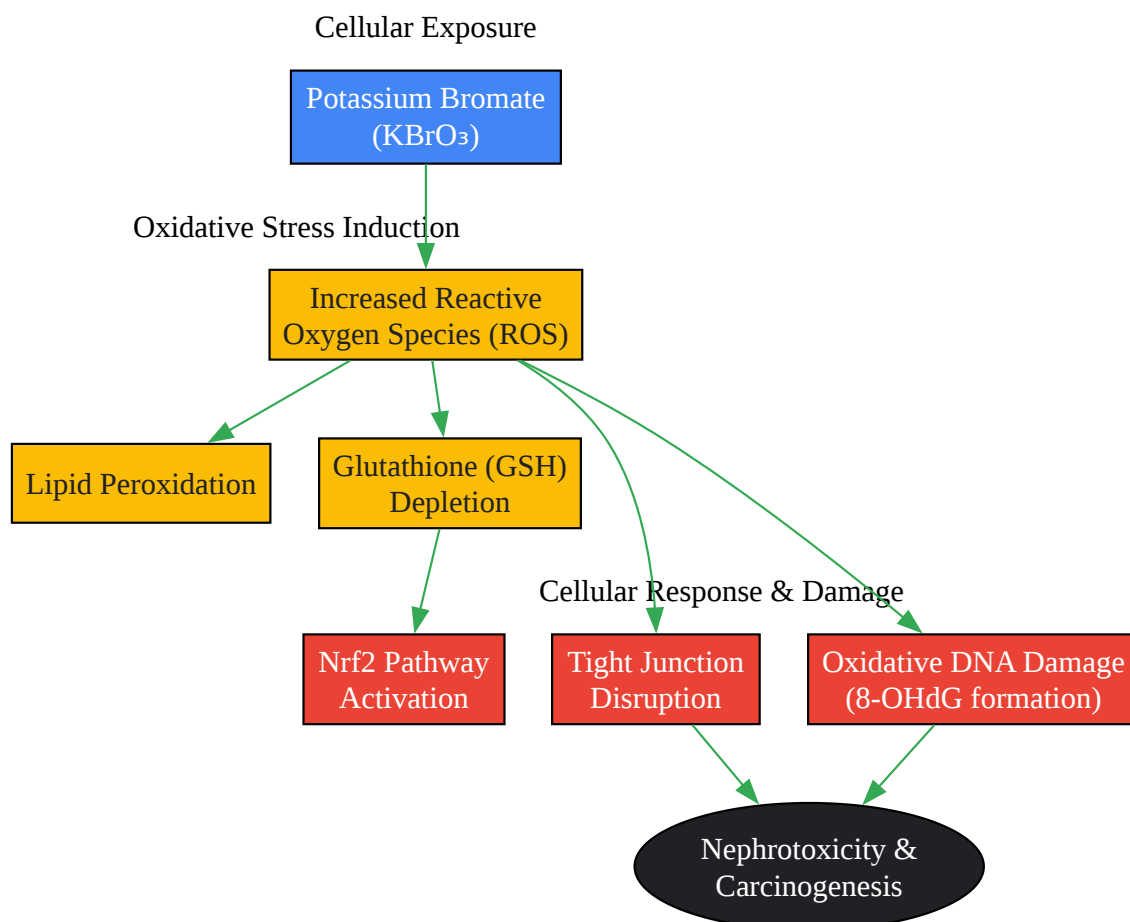 Cellular Exposure
Potassium Bromate
(KBrO₃)
Oxidative Stress Induction
Increased Reactive
Oxygen Species (ROS)
Lipid Peroxidation
Glutathione (GSH)
Depletion
Cellular Response & Damage
Nrf2 Pathway
Activation
Tight Junction
Disruption
Oxidative DNA Damage
(8-OHdG formation)
Nephrotoxicity &
Carcinogenesis